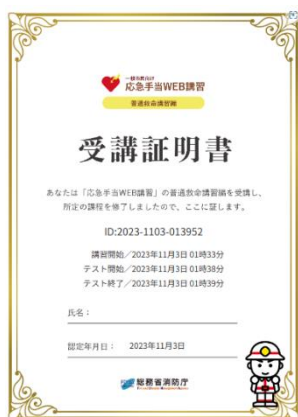 一般市民向け
応急手当WEB講習
普通救命講習編
受講証明書
あなたは「応急手当WEB講習」の普通救命講習編を受講し、
所定の課程を修了しましたので、ここに証します。
ID:2023-1103-013952
講習開始／2023年11月3日 01時33分
テスト開始／2023年11月3日 01時38分
テスト終了／2023年11月3日 01時39分
氏名：
認定年月日： 2023年11月3日
総務省消防庁